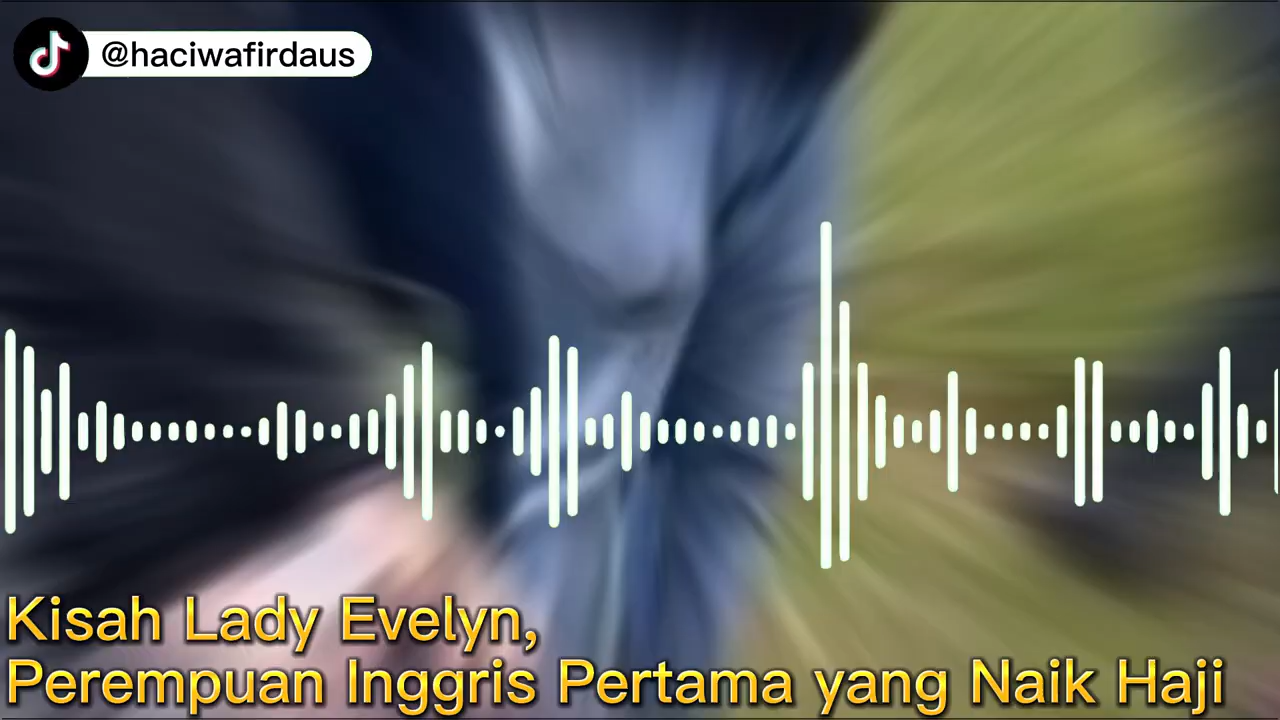 @haciwafirdaus
Kisah Lady Evelyn,
Perempuan Inggris Pertama yang Naik Haji